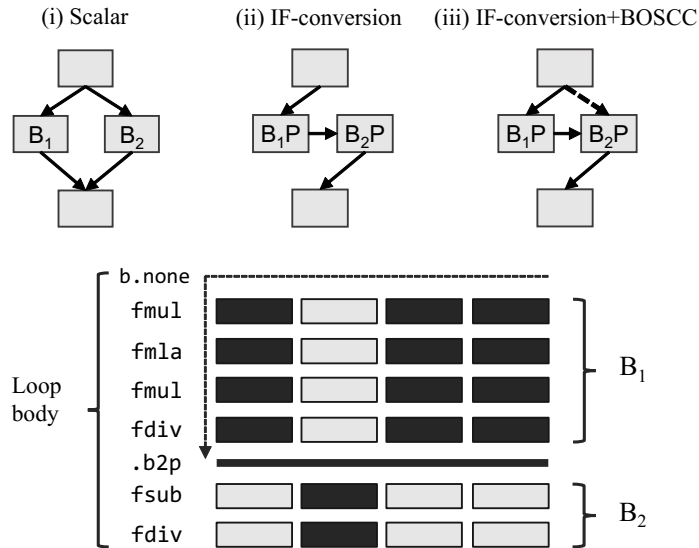 (i) Scalar (ii) IF-conversion (iii) IF-conversion+BOSCC
B₁ B₂ B₁P B₂P B₁P B₂P
b.none
fmul
fmla
fmul
fdiv
.b2p
fsub
fdiv
Loop
body
B₁
B₂